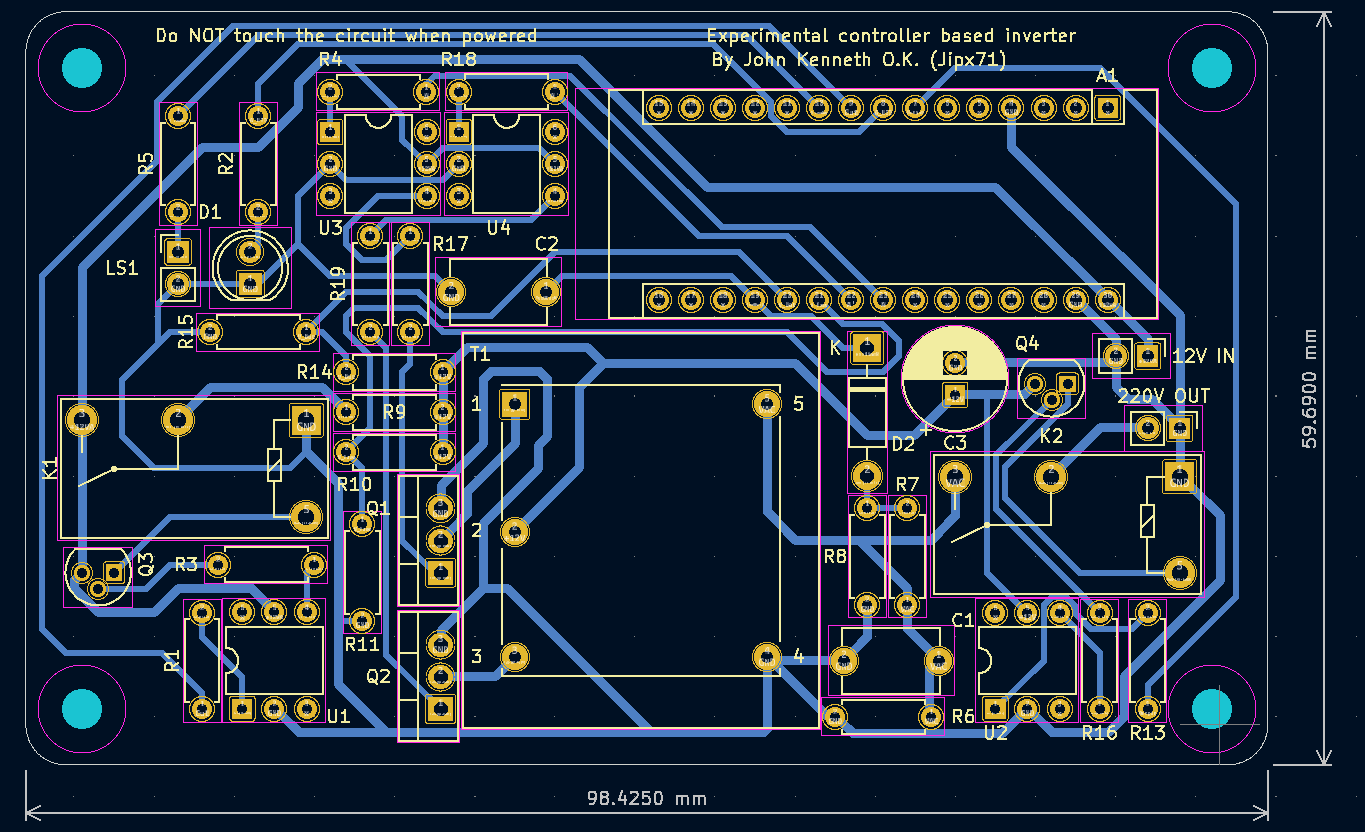 Do NOT touch the circuit when powered
Experimental controller based inverter
By John Kenneth O.K. (Jipx71)
R4
R18
A1
R5
R2
D1
U3
U4
R17
C2
LS1
R19
R15
K
Q4
12V IN
T1
R14
220V OUT
1
5
R9
K2
C3
+
D2
K1
R10
R7
Q1
2
R8
Q3
R3
R11
C1
R1
3
4
Q2
U1
R6
U2
R16
R13
59.6900 mm
98.4250 mm